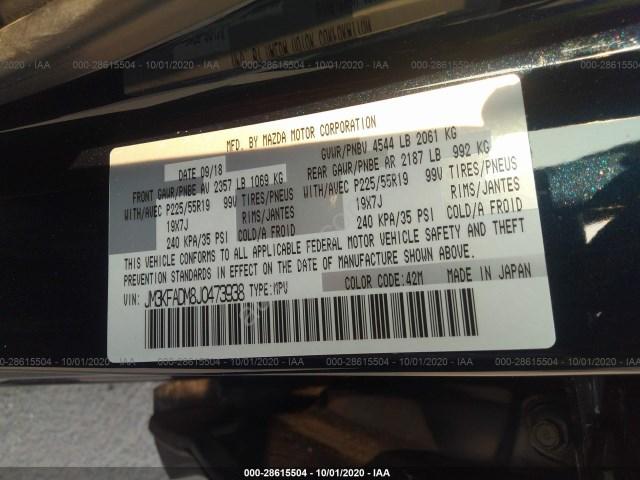 000-28615504 - 10/01/2020 - IAA
MFD. BY MAZDA MOTOR CORPORATION
DATE 09/18
GVWR/PNBV 4544 LB 2061 KG
FRONT GAWR/PNBE AV 2357 LB 1069 KG
REAR GAWR/PNBE AR 2187 LB 992 KG
WITH/AVEC P225/55R19 99V TIRES/PNEUS
WITH/AVEC P225/55R19 99V TIRES/PNEUS
19X7J RIMS/JANTES
19X7J RIMS/JANTES
240 KPA/35 PSI COLD/A FROID
240 KPA/35 PSI COLD/A FROID
THIS VEHICLE CONFORMS TO ALL APPLICABLE FEDERAL MOTOR VEHICLE SAFETY AND THEFT
PREVENTION STANDARDS IN EFFECT ON THE DATE OF MANUFACTURE SHOWN ABOVE.
COLOR CODE:42M MADE IN JAPAN
VIN: JM3KFADM8J0473938 TYPE:MPV
000-28615504 - 10/01/2020 - IAA